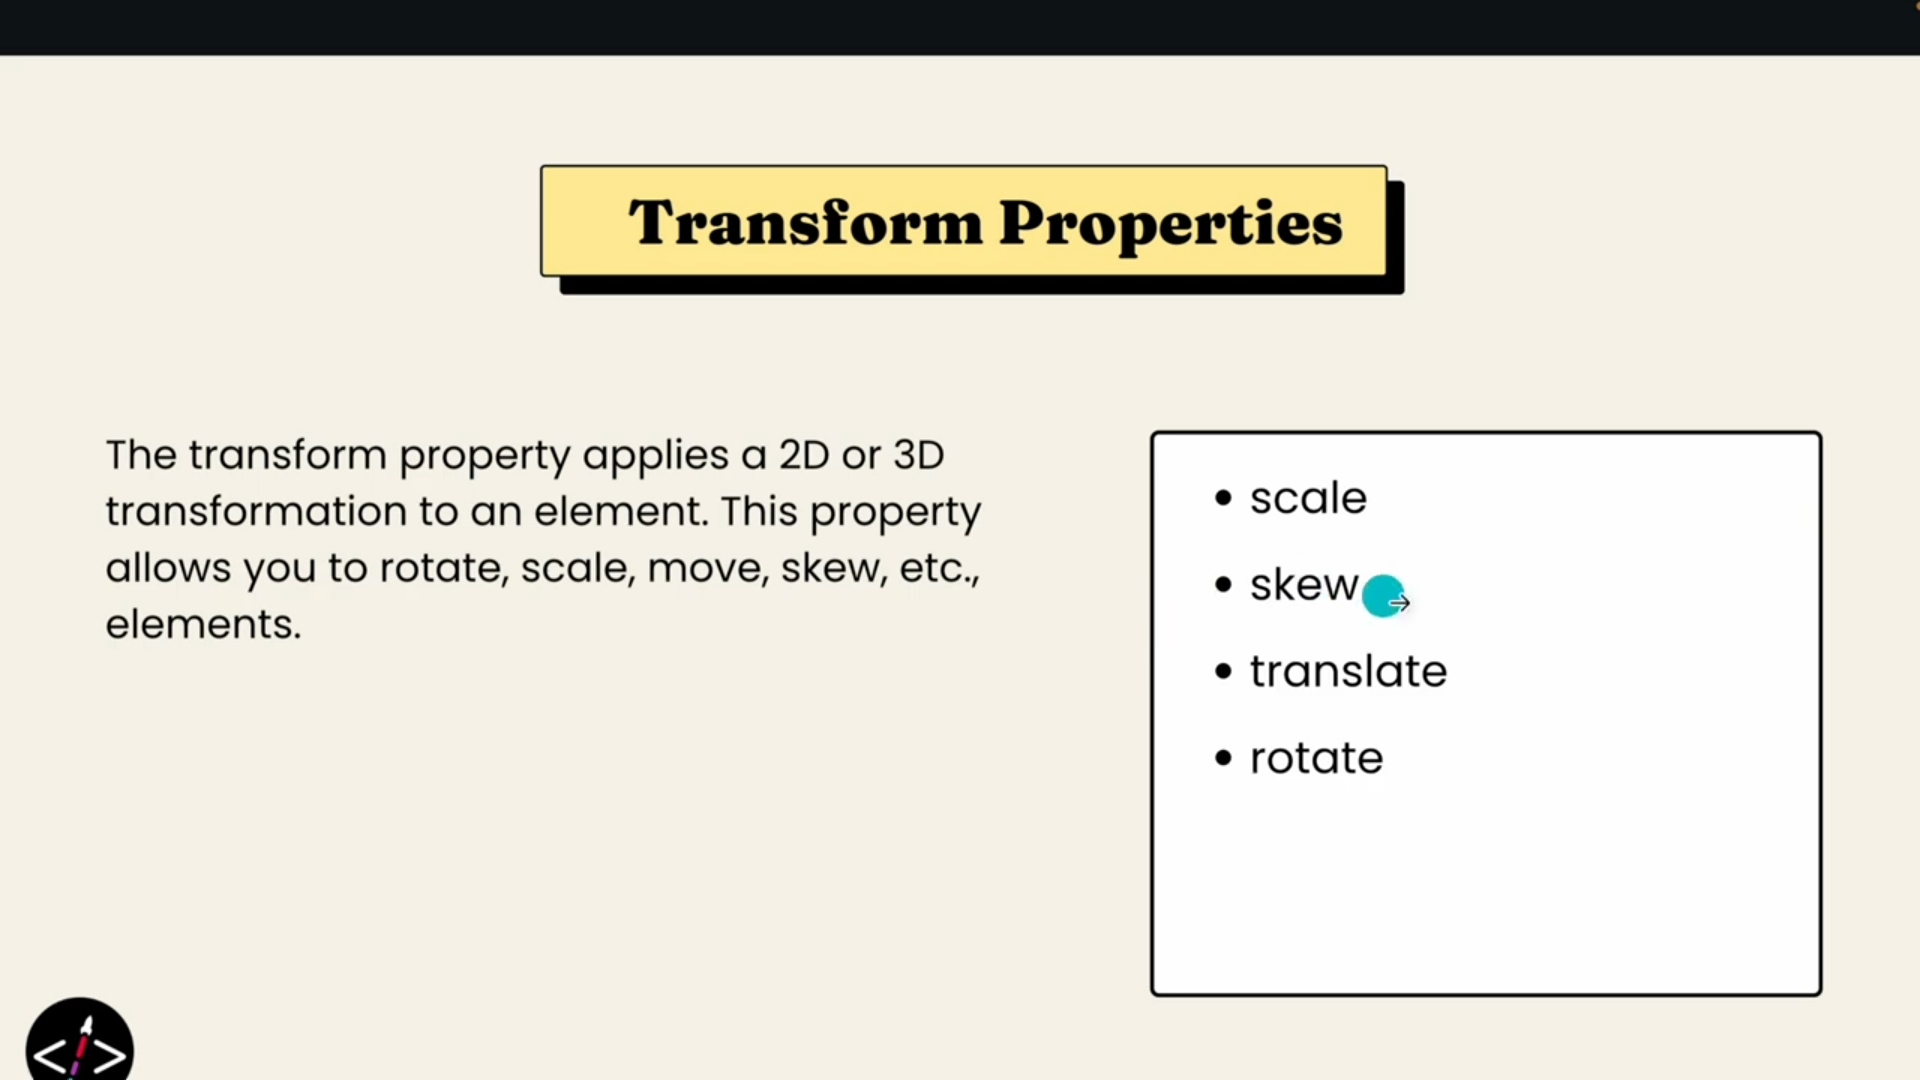 Transform Properties
The transform property applies a 2D or 3D
transformation to an element. This property
allows you to rotate, scale, move, skew, etc.,
elements.
• scale
• skew
• translate
• rotate